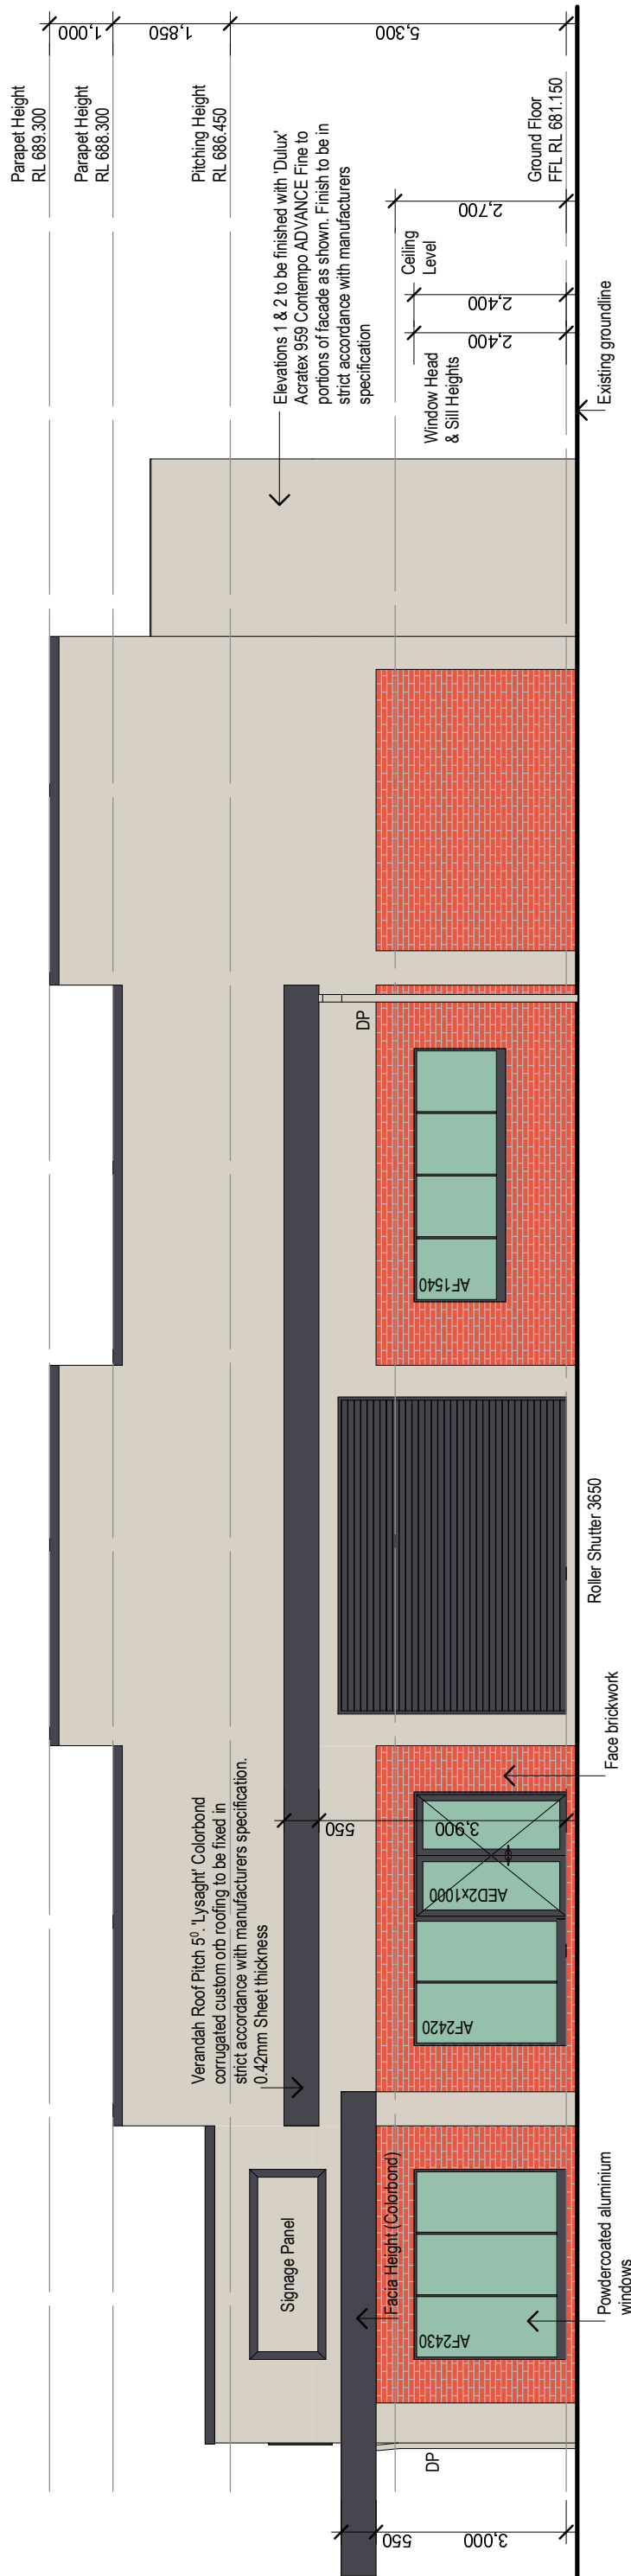 Parapet Height
RL 689.300
Parapet Height
RL 688.300
Pitching Height
RL 686.450
Ground Floor
FFL RL 681.150
1,000
1,850
5,300
2,700
Ceiling
Level
2,400
2,400
Window Head
& Sill Heights
Elevations 1 & 2 to be finished with 'Dulux'
Acratex 959 Contempo ADVANCE Fine to
portions of facade as shown. Finish to be in
strict accordance with manufacturers
specification
Existing groundline
DP
AF1540
Roller Shutter 3650
Face brickwork
Verandah Roof Pitch 5⁰. 'Lysaght' Colorbond
corrugated custom orb roofing to be fixed in
strict accordance with manufacturers specification.
0.42mm Sheet thickness
550
3,900
AED2x1000
AF2420
Signage Panel
Facia Height (Colorbond)
AF2430
Powdercoated aluminium
windows
DP
550
3,000